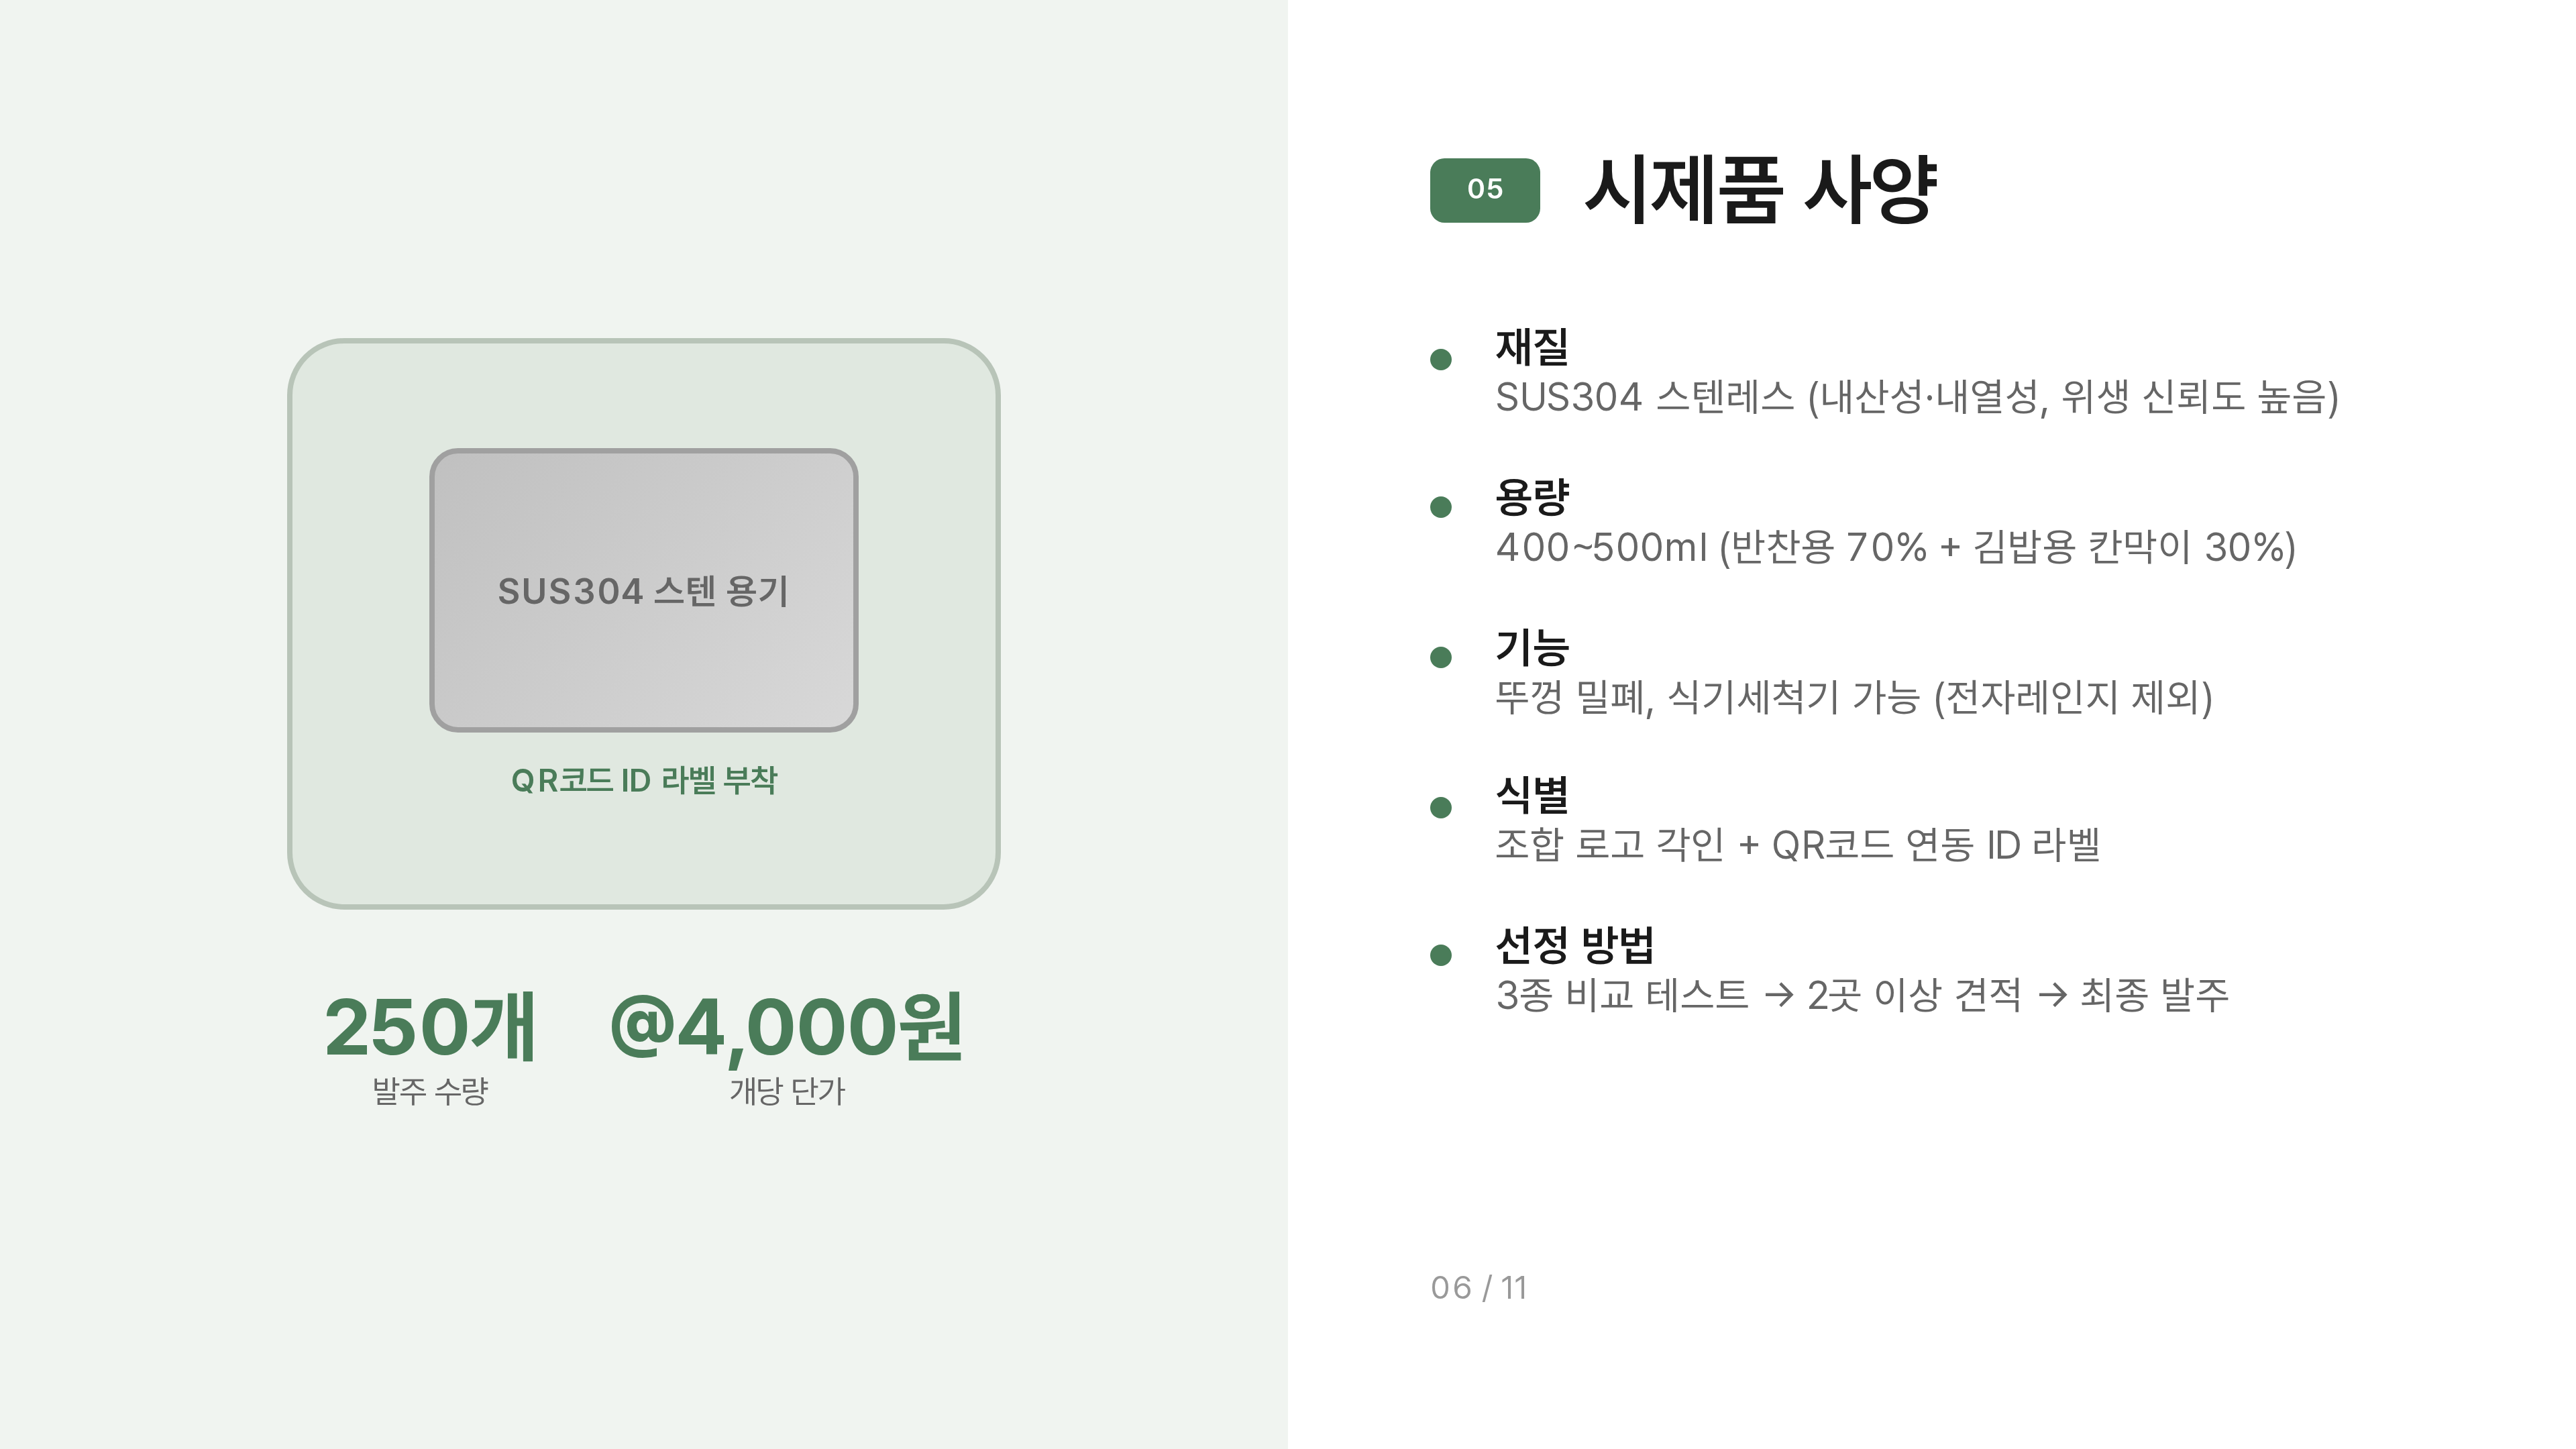 SUS304 스텐 용기
QR코드 ID 라벨 부착
250개
발주 수량
@4,000원
개당 단가
05
시제품 사양
재질
SUS304 스텐레스 (내산성·내열성, 위생 신뢰도 높음)
용량
400~500ml (반찬용 70% + 김밥용 칸막이 30%)
기능
뚜껑 밀폐, 식기세척기 가능 (전자레인지 제외)
식별
조합 로고 각인 + QR코드 연동 ID 라벨
선정 방법
3종 비교 테스트 → 2곳 이상 견적 → 최종 발주
06 / 11